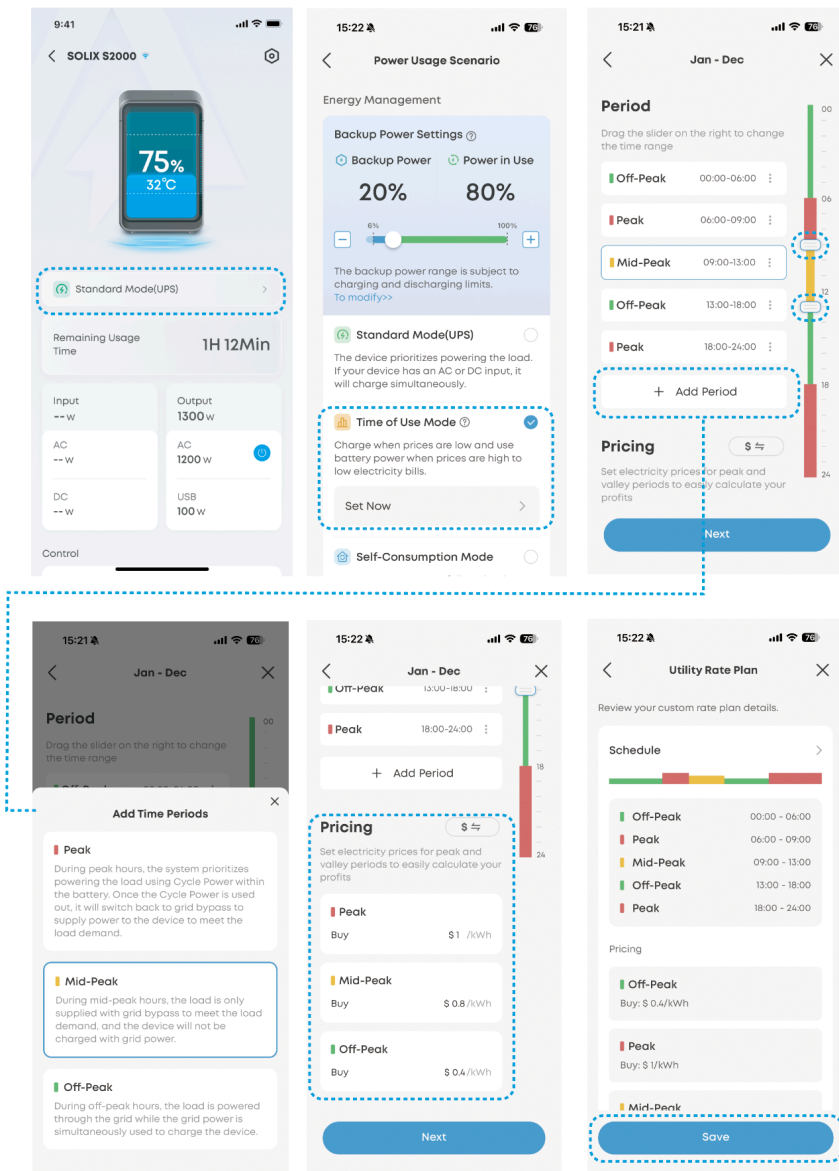 9:41
SOLIX S2000
75%
32°C
Standard Mode(UPS)
Remaining Usage
Time
1H 12Min
Input
-- W
Output
1300 W
AC
-- W
AC
1200 W
DC
-- W
USB
100 W
Control
15:22
76
Power Usage Scenario
Energy Management
Backup Power Settings ?
Backup Power
Power in Use
20%
80%
6%
100%
The backup power range is subject to
charging and discharging limits.
To modify>>
Standard Mode(UPS)
The device prioritizes powering the load.
If your device has an AC or DC input, it
will charge simultaneously.
Time of Use Mode ?
Charge when prices are low and use
battery power when prices are high to
low electricity bills.
Set Now
Self-Consumption Mode
15:21
76
Jan - Dec
Period
Drag the slider on the right to change
the time range
Off-Peak 00:00-06:00
Peak 06:00-09:00
Mid-Peak 09:00-13:00
Off-Peak 13:00-18:00
Peak 18:00-24:00
+ Add Period
00
06
12
18
24
Pricing
$
Set electricity prices for peak and
valley periods to easily calculate your
profits
Next
15:21
76
Jan - Dec
Period
00
Drag the slider on the right to change
the time range
Add Time Periods
Peak
During peak hours, the system prioritizes
powering the load using Cycle Power within
the battery. Once the Cycle Power is used
out, it will switch back to grid bypass to
supply power to the device to meet the
load demand.
Mid-Peak
During mid-peak hours, the load is only
supplied with grid bypass to meet the load
demand, and the device will not be
charged with grid power.
Off-Peak
During off-peak hours, the load is powered
through the grid while the grid power is
simultaneously used to charge the device.
15:22
76
Jan - Dec
Off-Peak 13:00-18:00
Peak 18:00-24:00
+ Add Period
18
24
Pricing
$
Set electricity prices for peak and
valley periods to easily calculate your
profits
Peak
Buy $ 1 /kWh
Mid-Peak
Buy $ 0.8 /kWh
Off-Peak
Buy $ 0.4 /kWh
Next
15:22
76
Utility Rate Plan
Review your custom rate plan details.
Schedule
Off-Peak 00:00 - 06:00
Peak 06:00 - 09:00
Mid-Peak 09:00 - 13:00
Off-Peak 13:00 - 18:00
Peak 18:00 - 24:00
Pricing
Off-Peak
Buy: $ 0.4/kWh
Peak
Buy: $ 1/kWh
Mid-Peak
Save